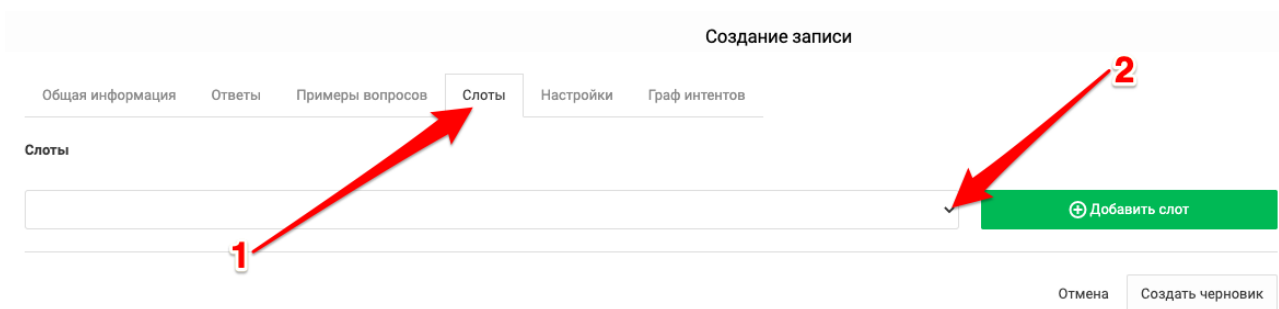 Создание записи
2
Общая информация Ответы Примеры вопросов Слоты Настройки Граф интентов
Слоты
Добавить слот
1
Отмена Создать черновик